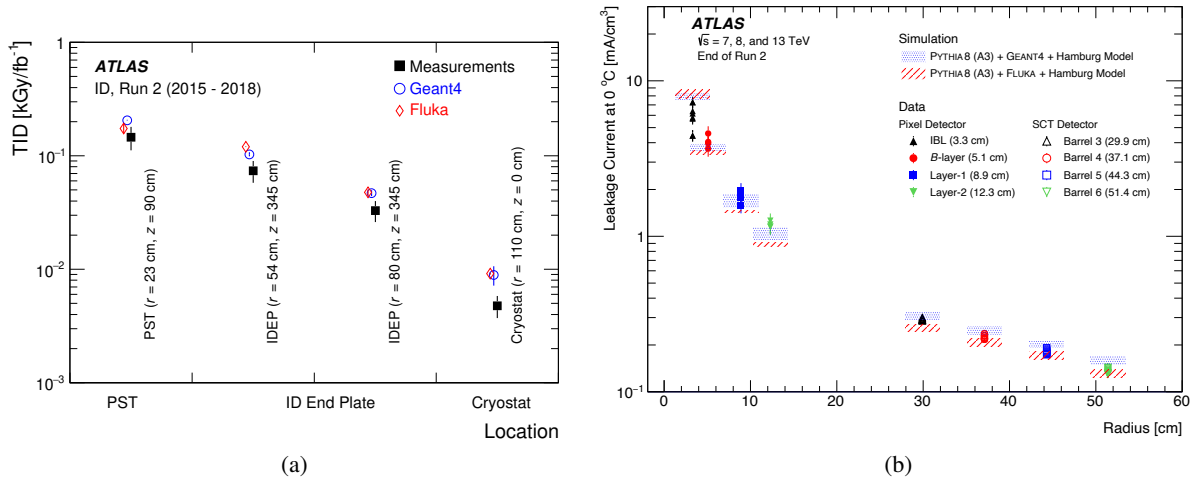 ATLAS
ID, Run 2 (2015 - 2018)
Measurements
Geant4
Fluka
TID [kGy/fb⁻¹]
1
10⁻¹
10⁻²
10⁻³
PST (r = 23 cm, z = 90 cm)
IDEP (r = 54 cm, z = 345 cm)
IDEP (r = 80 cm, z = 345 cm)
Cryostat (r = 110 cm, z = 0 cm)
PST
ID End Plate
Cryostat
Location
(a)
Leakage Current at 0 °C [mA/cm³]
10
1
10⁻¹
ATLAS
√s = 7, 8, and 13 TeV
End of Run 2
Simulation
PYTHIA8 (A3) + GEANT4 + Hamburg Model
PYTHIA8 (A3) + FLUKA + Hamburg Model
Data
Pixel Detector
IBL (3.3 cm)
B-layer (5.1 cm)
Layer-1 (8.9 cm)
Layer-2 (12.3 cm)
SCT Detector
Barrel 3 (29.9 cm)
Barrel 4 (37.1 cm)
Barrel 5 (44.3 cm)
Barrel 6 (51.4 cm)
0 10 20 30 40 50 60
Radius [cm]
(b)